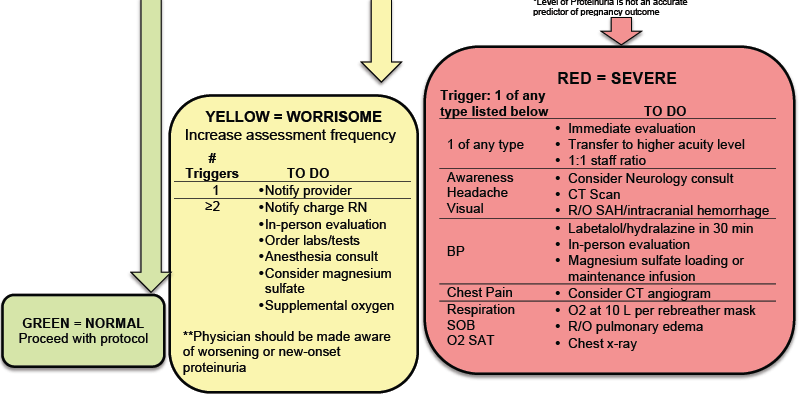 *Level of Proteinuria is not an accurate
predictor of pregnancy outcome
GREEN = NORMAL
Proceed with protocol
YELLOW = WORRISOME
Increase assessment frequency
#
Triggers TO DO
1 •Notify provider
≥2 •Notify charge RN
•In-person evaluation
•Order labs/tests
•Anesthesia consult
•Consider magnesium
sulfate
•Supplemental oxygen
**Physician should be made aware
of worsening or new-onset
proteinuria
RED = SEVERE
Trigger: 1 of any
type listed below TO DO
1 of any type
• Immediate evaluation
• Transfer to higher acuity level
• 1:1 staff ratio
Awareness • Consider Neurology consult
Headache • CT Scan
Visual • R/O SAH/intracranial hemorrhage
BP
• Labetalol/hydralazine in 30 min
• In-person evaluation
• Magnesium sulfate loading or
maintenance infusion
Chest Pain • Consider CT angiogram
Respiration • O2 at 10 L per rebreather mask
SOB • R/O pulmonary edema
O2 SAT • Chest x-ray